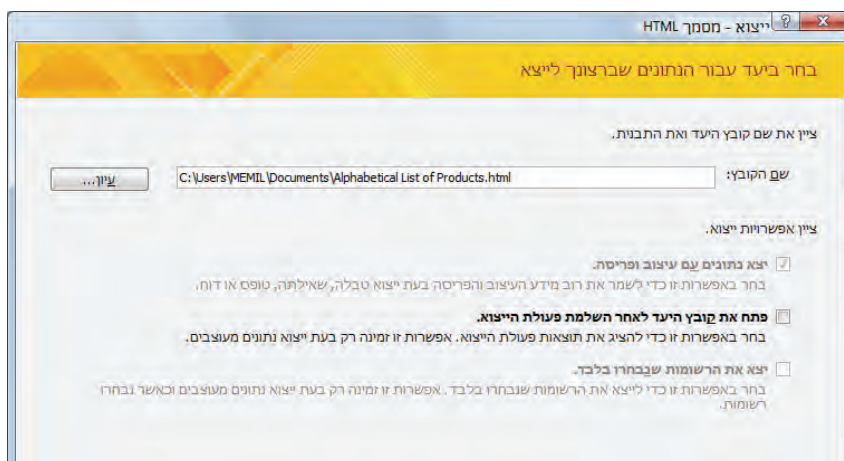 ייצוא - מסמך HTML
בחר ביעד עבור הנתונים שברצונך לייצא
ציין את שם קובץ היעד ואת התבנית.
שם הקובץ:
C:\Users\MEMIL\Documents\Alphabetical List of Products.html
עיון...
ציין אפשרויות ייצוא.
יצא נתונים עם עיצוב ופריסה.
בחר באפשרות זו כדי לשמר את רוב מידע העיצוב והפריסה בעת ייצוא טבלה, שאילתה, טופס או דוח.
פתח את קובץ היעד לאחר השלמת פעולת הייצוא.
בחר באפשרות זו כדי להציג את תוצאות פעולת הייצוא. אפשרות זו זמינה רק בעת ייצוא נתונים מעוצבים.
יצא את הרשומות שנבחרו בלבד.
בחר באפשרות זו כדי לייצא את הרשומות שנבחרו בלבד. אפשרות זו זמינה רק בעת ייצוא נתונים מעוצבים וכאשר נבחרו
רשומות.